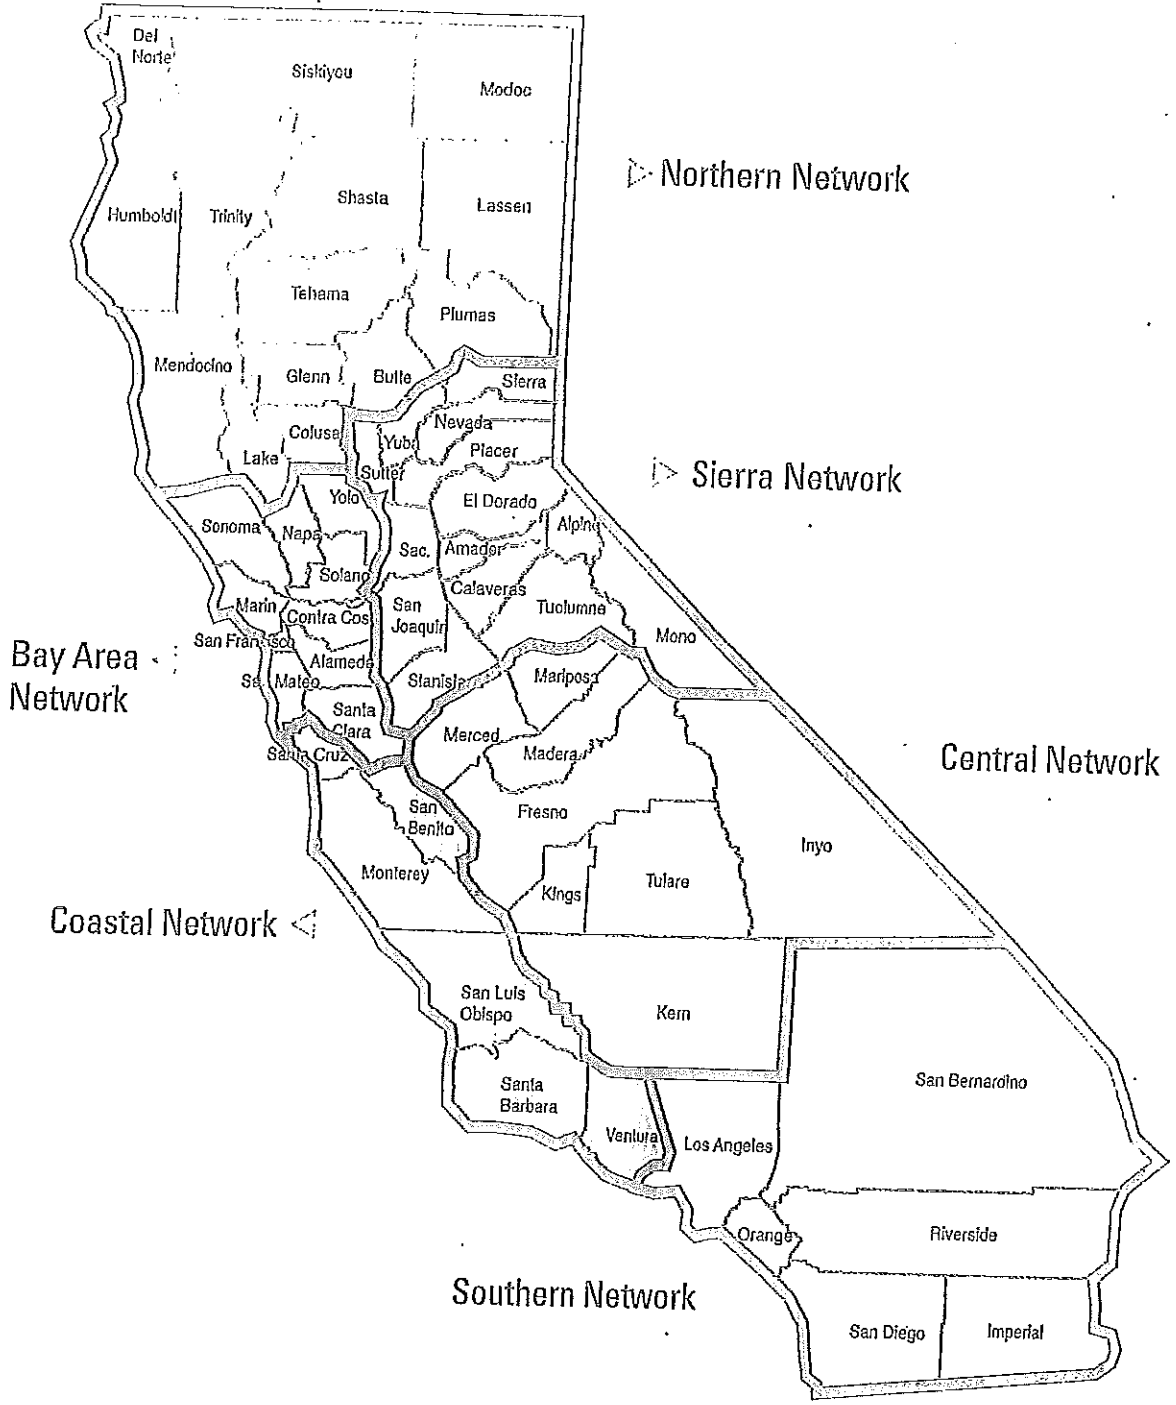 Del
Norte
Siskiyou
Modoc
Northern Network
Shasta
Lassen
Humboldt
Trinity
Tehama
Plumas
Mendocino
Glenn
Butte
Sierra
Nevada
Colusa
Yuba
Placer
Lake
Sutter
Sierra Network
Yolo
El Dorado
Sonoma
Napa
Alpine
Sac.
Amador
Solano
Calaveras
Marin
San
Joaquin
Tuolumne
Contra Cos
San Francisco
Mono
Bay Area
Network
Alameda
Sa Mateo
Stanisla
Mariposa
Santa
Clara
Merced
Santa Cruz
Madera
Central Network
San
Benito
Fresno
Inyo
Monterey
Kings
Tulare
Coastal Network
San Luis
Obispo
Kern
Santa
Barbara
San Bernardino
Ventura
Los Angeles
Orange
Riverside
Southern Network
San Diego
Imperial